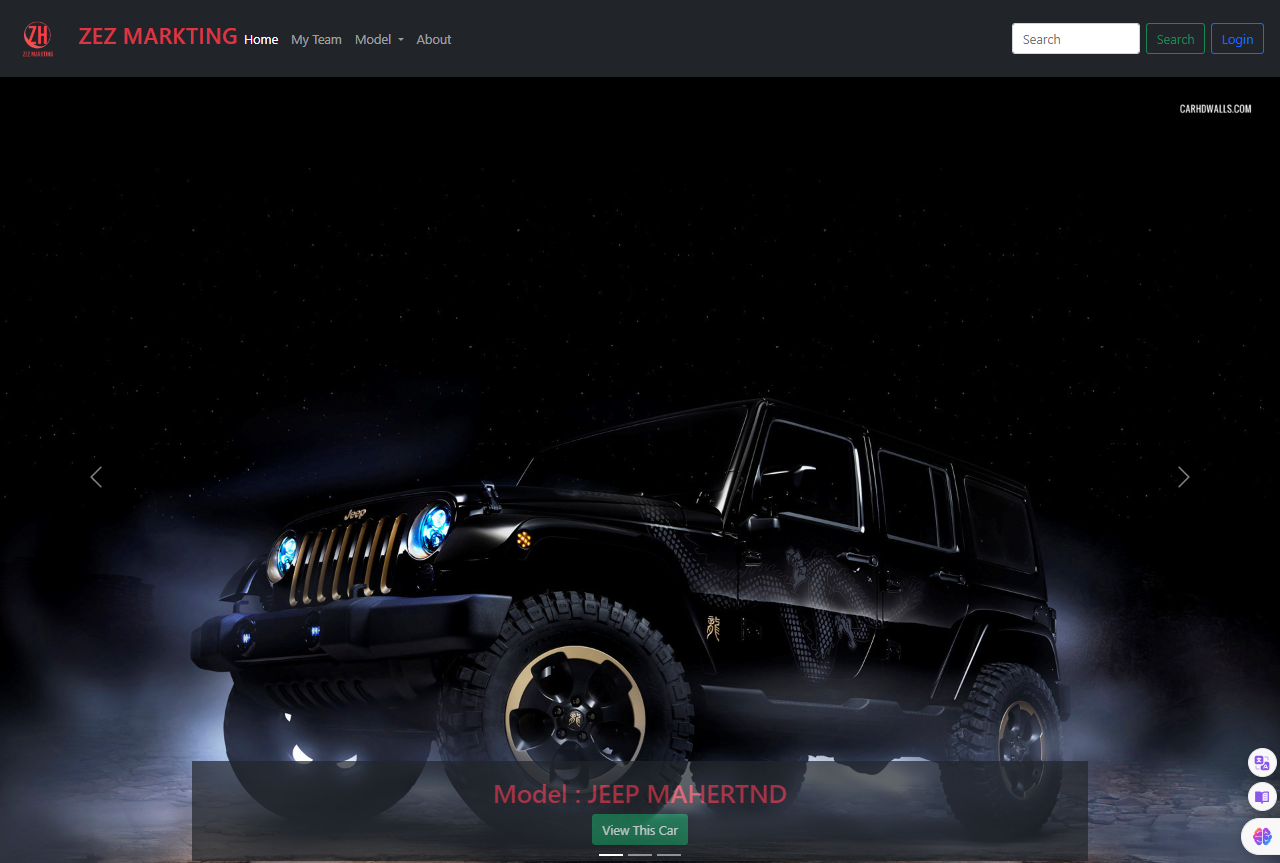 ZH
ZEZ MARKTING
ZEZ MARKTING
Home
My Team
Model
About
Search
Search
Login
CARHDWALLS.COM
Jeep
Model : JEEP MAHERTND
View This Car